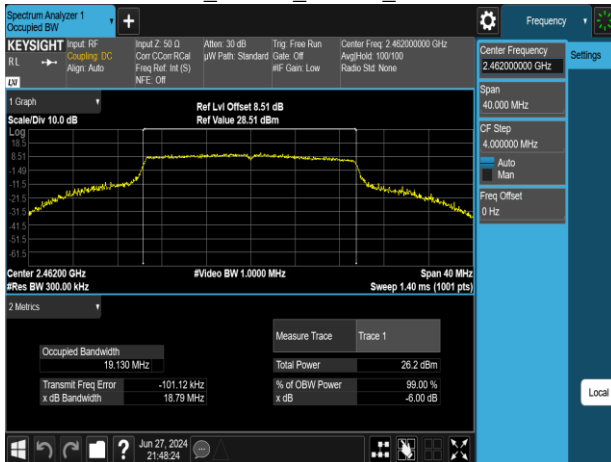 Spectrum Analyzer 1
Occupied BW
Frequency
KEYSIGHT
RL
Input: RF
Coupling: DC
Align: Auto
Input Z: 50 Ω
Corr CCorr RCal
Freq Ref: Int (S)
NFE: Off
Atten: 30 dB
µW Path: Standard
Trig: Free Run
Gate: Off
#IF Gain: Low
Center Freq: 2.462000000 GHz
Avg|Hold: 100/100
Radio Std: None
Center Frequency
2.462000000 GHz
Settings
Span
40.000 MHz
CF Step
4.000000 MHz
Auto
Man
Freq Offset
0 Hz
1 Graph
Scale/Div 10.0 dB
Ref Lvl Offset 8.51 dB
Ref Value 28.51 dBm
Log
18.5
8.51
-1.49
-11.5
-21.5
-31.5
-41.5
-51.5
-61.5
Center 2.46200 GHz
#Video BW 1.0000 MHz
Span 40 MHz
#Res BW 300.00 kHz
Sweep 1.40 ms (1001 pts)
2 Metrics
Measure Trace
Trace 1
Occupied Bandwidth
19.130 MHz
Total Power
26.2 dBm
Transmit Freq Error
-101.12 kHz
% of OBW Power
99.00 %
x dB Bandwidth
18.79 MHz
x dB
-6.00 dB
Local
?
Jun 27, 2024
21:48:24